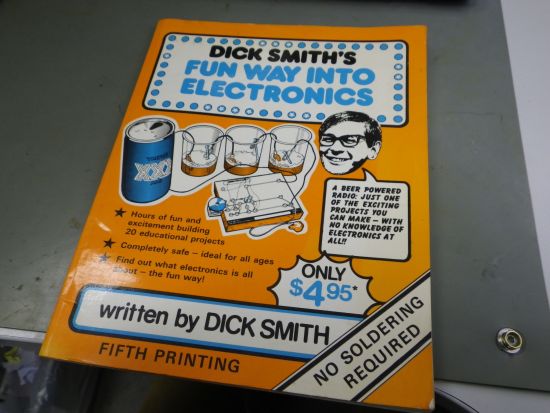 DICK SMITH'S
FUN WAY INTO
ELECTRONICS
XXX
A BEER POWERED
RADIO: JUST ONE
OF THE EXCITING
PROJECTS YOU
CAN MAKE – WITH
NO KNOWLEDGE OF
ELECTRONICS AT
ALL!!
★ Hours of fun and
excitement building
20 educational projects
★ Completely safe – ideal for all ages
★ Find out what electronics is all
about – the fun way!
ONLY
$4.95*
written by DICK SMITH
NO SOLDERING
REQUIRED
FIFTH PRINTING